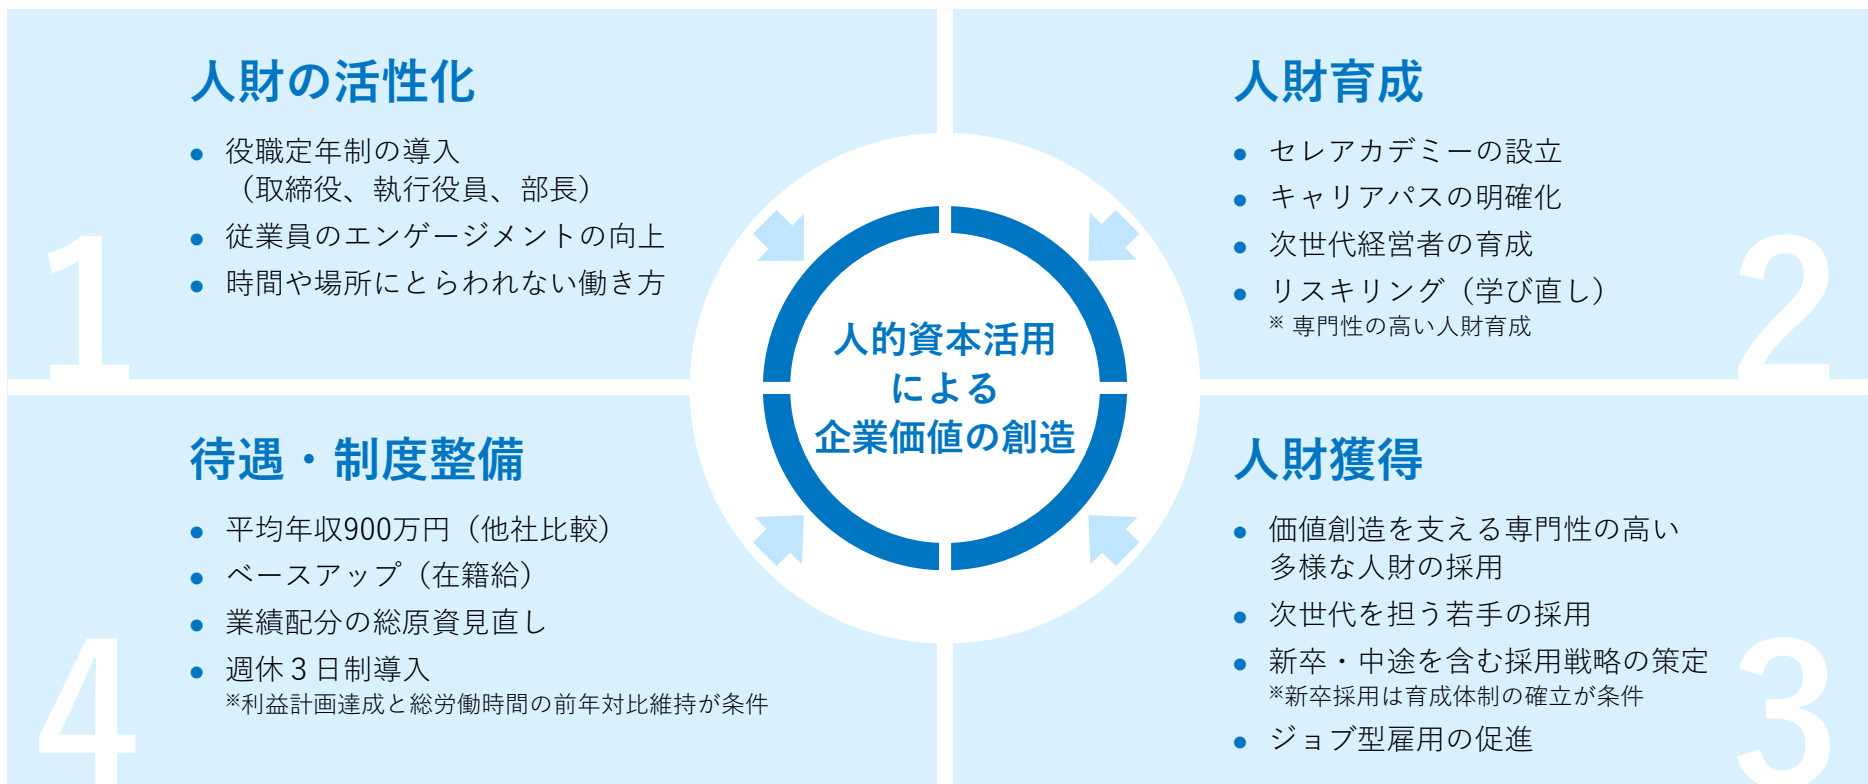 1
人財の活性化
役職定年制の導入
（取締役、執行役員、部長）
従業員のエンゲージメントの向上
時間や場所にとらわれない働き方
2
人財育成
セレアカデミーの設立
キャリアパスの明確化
次世代経営者の育成
リスキリング（学び直し）
※ 専門性の高い人財育成
人的資本活用
による
企業価値の創造
3
人財獲得
価値創造を支える専門性の高い
多様な人財の採用
次世代を担う若手の採用
新卒・中途を含む採用戦略の策定
※新卒採用は育成体制の確立が条件
ジョブ型雇用の促進
4
待遇・制度整備
平均年収900万円（他社比較）
ベースアップ（在籍給）
業績配分の総原資見直し
週休３日制導入
※利益計画達成と総労働時間の前年対比維持が条件